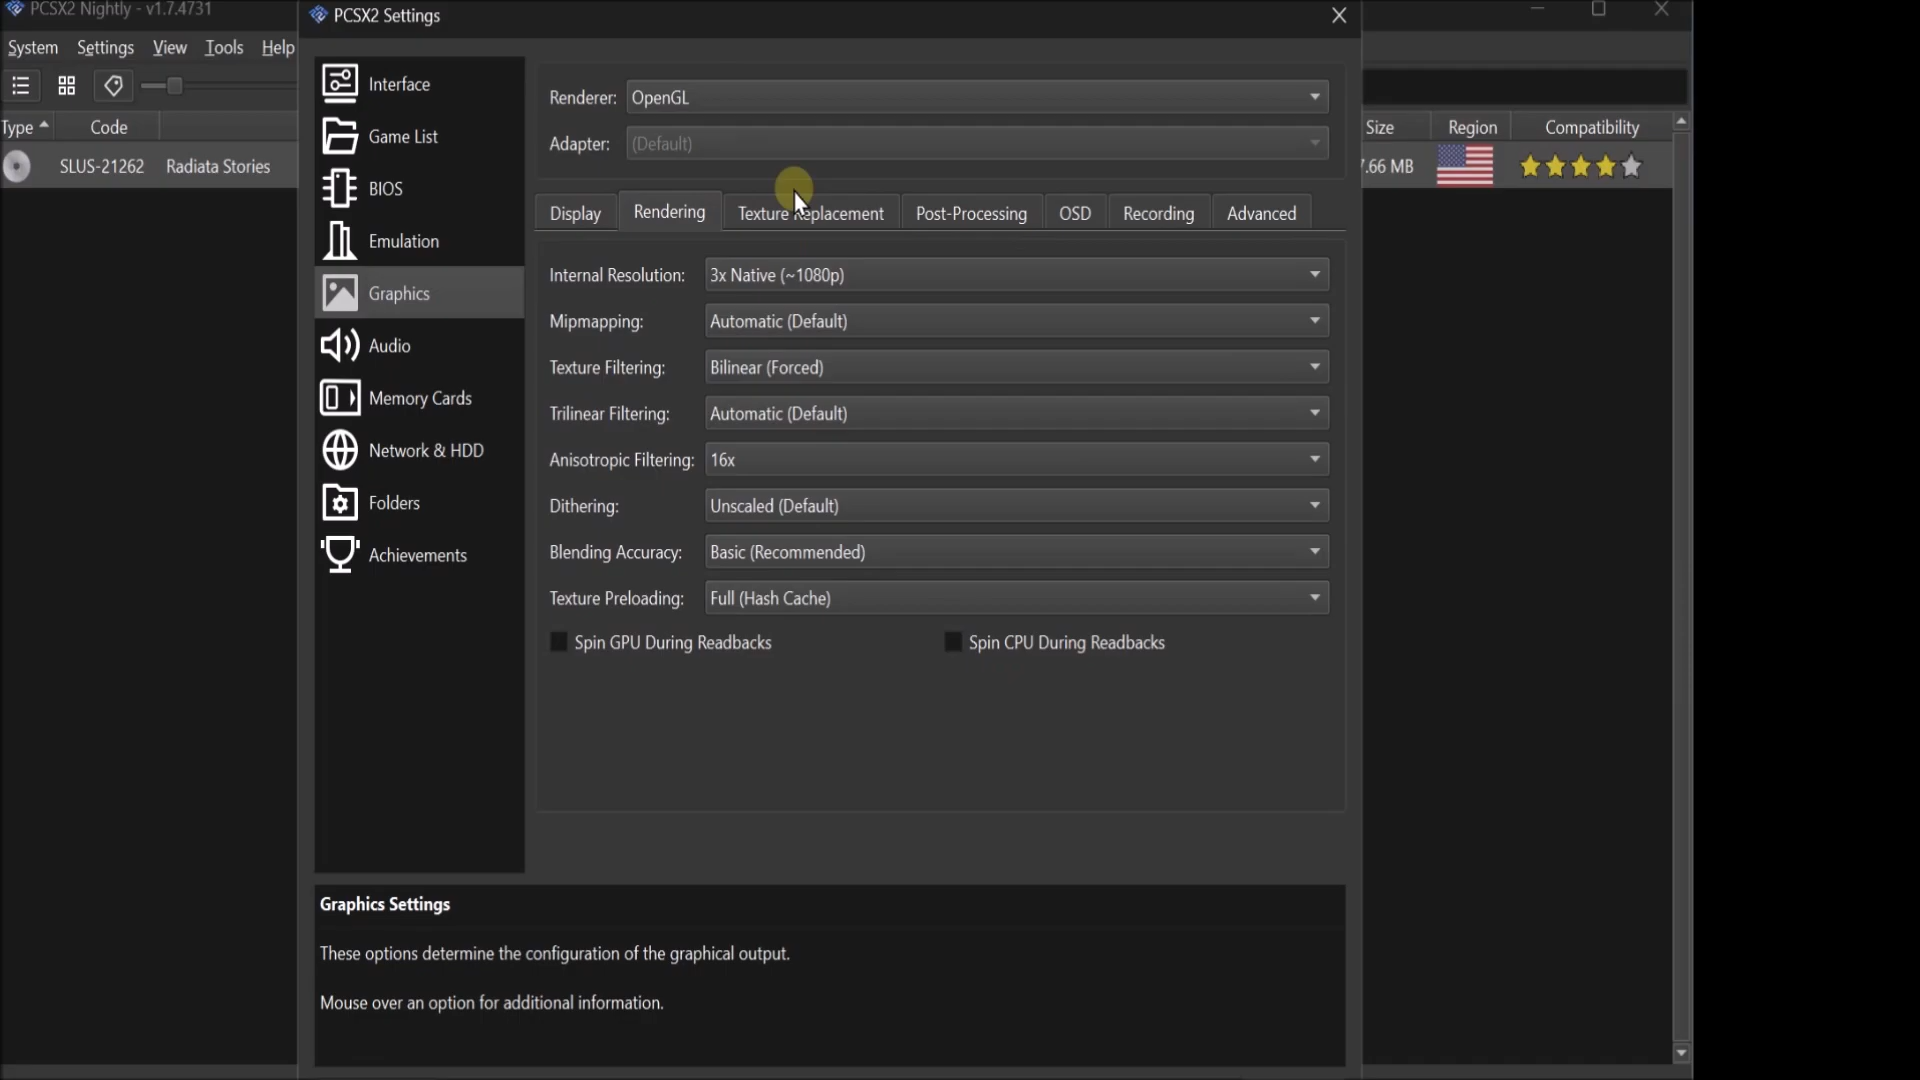 PCSX2 Nightly - v1.7.4731
System Settings View Tools Help
Type Code
SLUS-21262 Radiata Stories
PCSX2 Settings
Interface
Game List
BIOS
Emulation
Graphics
Audio
Memory Cards
Network & HDD
Folders
Achievements
Renderer: OpenGL
Adapter: (Default)
Display Rendering Texture Replacement Post-Processing OSD Recording Advanced
Internal Resolution: 3x Native (~1080p)
Mipmapping: Automatic (Default)
Texture Filtering: Bilinear (Forced)
Trilinear Filtering: Automatic (Default)
Anisotropic Filtering: 16x
Dithering: Unscaled (Default)
Blending Accuracy: Basic (Recommended)
Texture Preloading: Full (Hash Cache)
Spin GPU During Readbacks Spin CPU During Readbacks
Graphics Settings
These options determine the configuration of the graphical output.
Mouse over an option for additional information.
Size Region Compatibility
7.66 MB